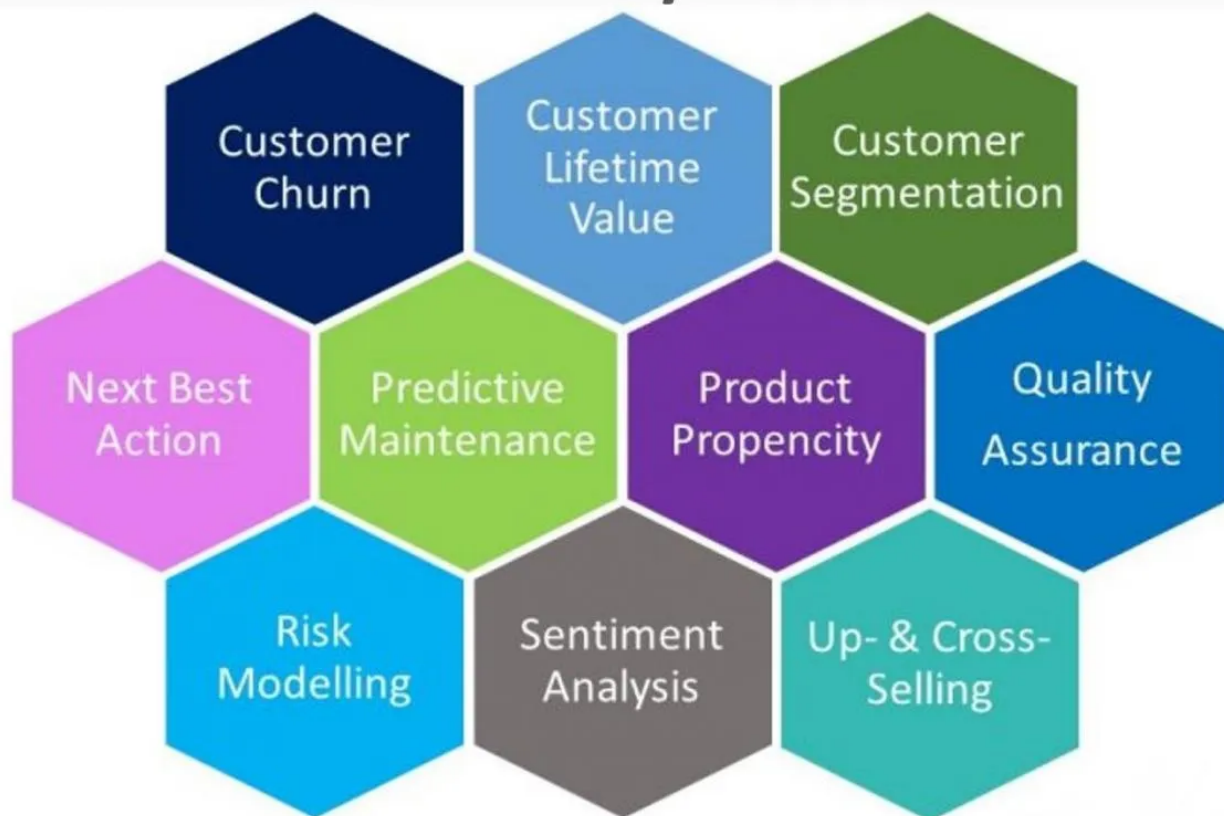 Customer
Churn
Customer
Lifetime
Value
Customer
Segmentation
Next Best
Action
Predictive
Maintenance
Product
Propencity
Quality
Assurance
Risk
Modelling
Sentiment
Analysis
Up- & Cross-
Selling